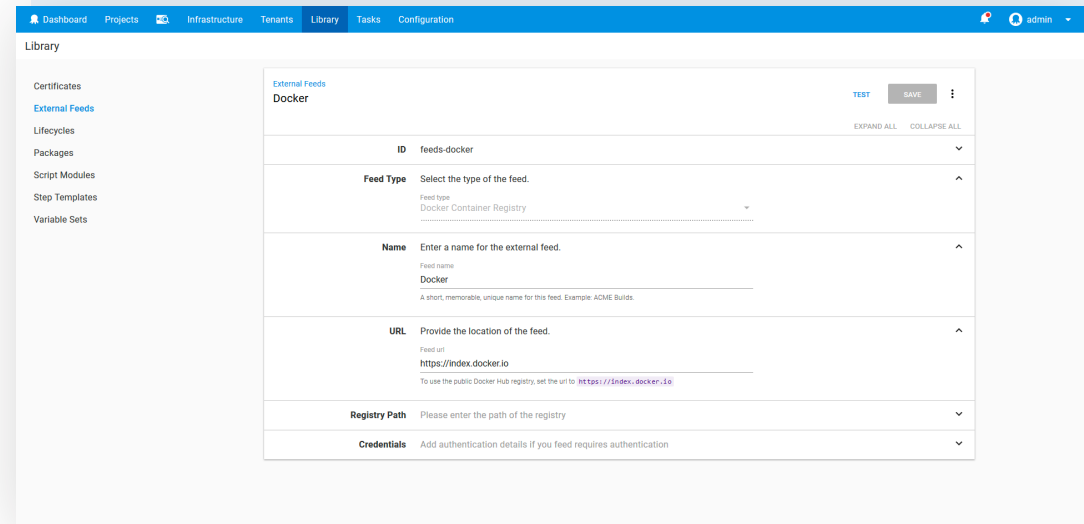 Dashboard Projects Infrastructure Tenants Library Tasks Configuration admin
Library
Certificates
External Feeds
Lifecycles
Packages
Script Modules
Step Templates
Variable Sets
External Feeds
Docker
TEST SAVE
EXPAND ALL COLLAPSE ALL
ID feeds-docker
Feed Type Select the type of the feed.
Feed type
Docker Container Registry
Name Enter a name for the external feed.
Feed name
Docker
A short, memorable, unique name for this feed. Example: ACME Builds.
URL Provide the location of the feed.
Feed url
https://index.docker.io
To use the public Docker Hub registry, set the url to https://index.docker.io
Registry Path Please enter the path of the registry
Credentials Add authentication details if you feed requires authentication